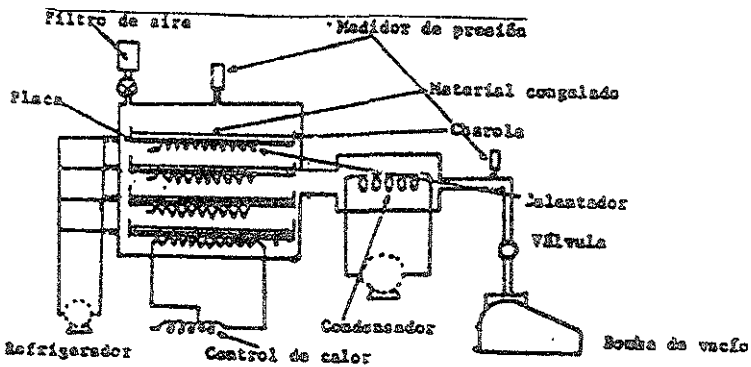 Filtro de aire
Medidor de presión
Placa
Material congelado
Charola
Calentador
Válvula
Refrigerador
Control de calor
Condensador
Bomba de vacío